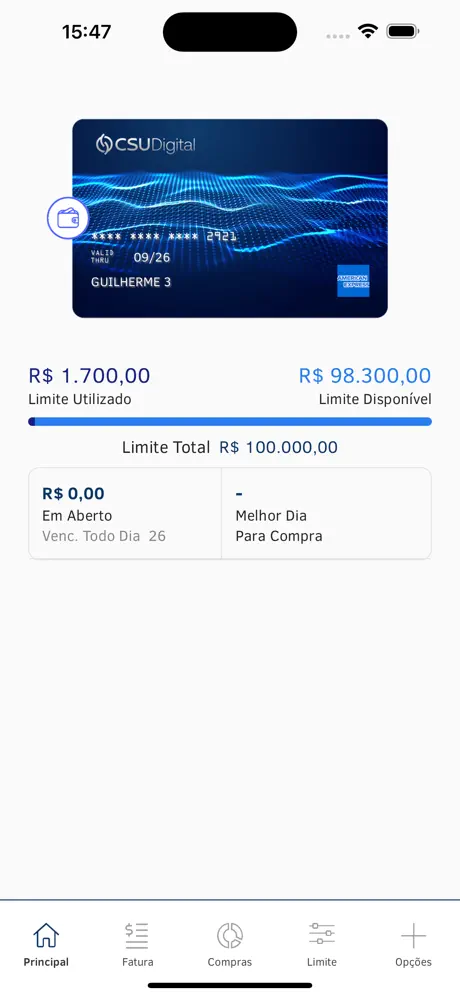 15:47
CSUDigital
**** **** **** 2921
VALID
THRU 09/26
GUILHERME 3
AMERICAN
EXPRESS
R$ 1.700,00 R$ 98.300,00
Limite Utilizado Limite Disponível
Limite Total R$ 100.000,00
R$ 0,00 -
Em Aberto Melhor Dia
Venc. Todo Dia 26 Para Compra
Principal Fatura Compras Limite Opções